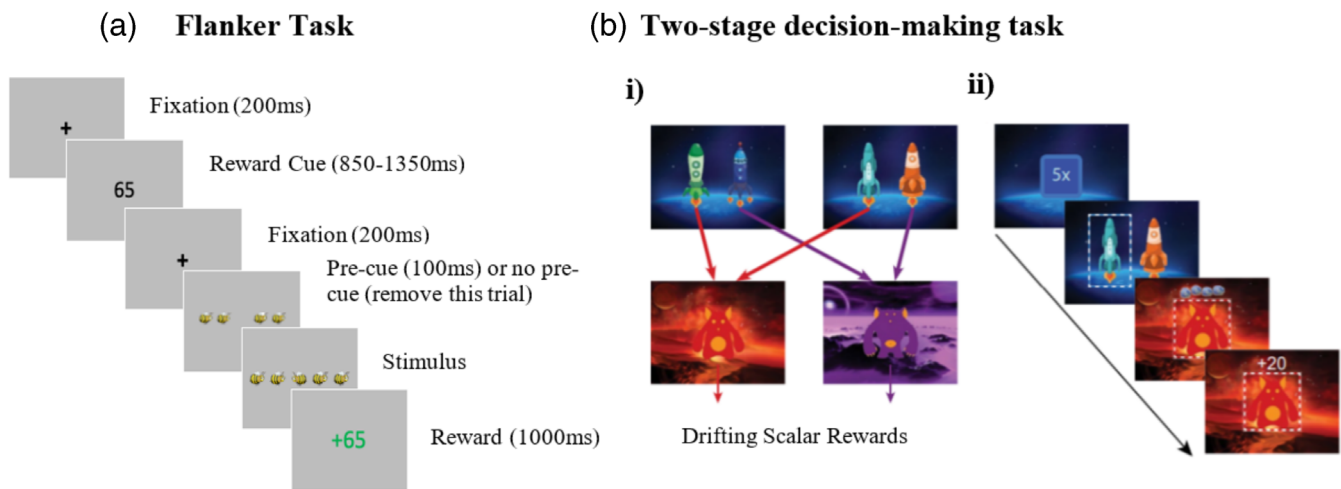 (a) Flanker Task
Fixation (200ms)
+
Reward Cue (850-1350ms)
65
Fixation (200ms)
+
Pre-cue (100ms) or no pre-
cue (remove this trial)
Stimulus
+65
Reward (1000ms)
(b) Two-stage decision-making task
i)
Drifting Scalar Rewards
ii)
5x
+20